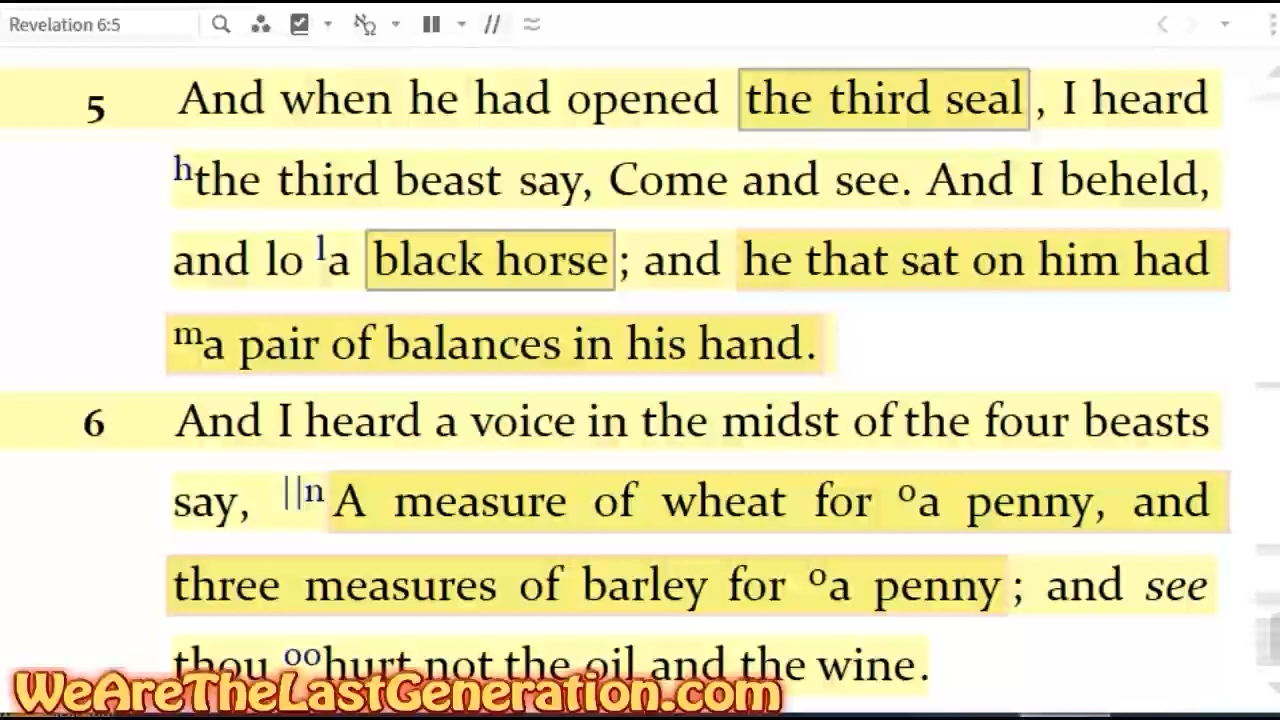 Revelation 6:5
5 And when he had opened the third seal, I heard
hthe third beast say, Come and see. And I beheld,
and lo la black horse; and he that sat on him had
ma pair of balances in his hand.
6 And I heard a voice in the midst of the four beasts
say, ||n A measure of wheat for oa penny, and
three measures of barley for oa penny; and see
thou oohurt not the oil and the wine.
WeAreTheLastGeneration.com